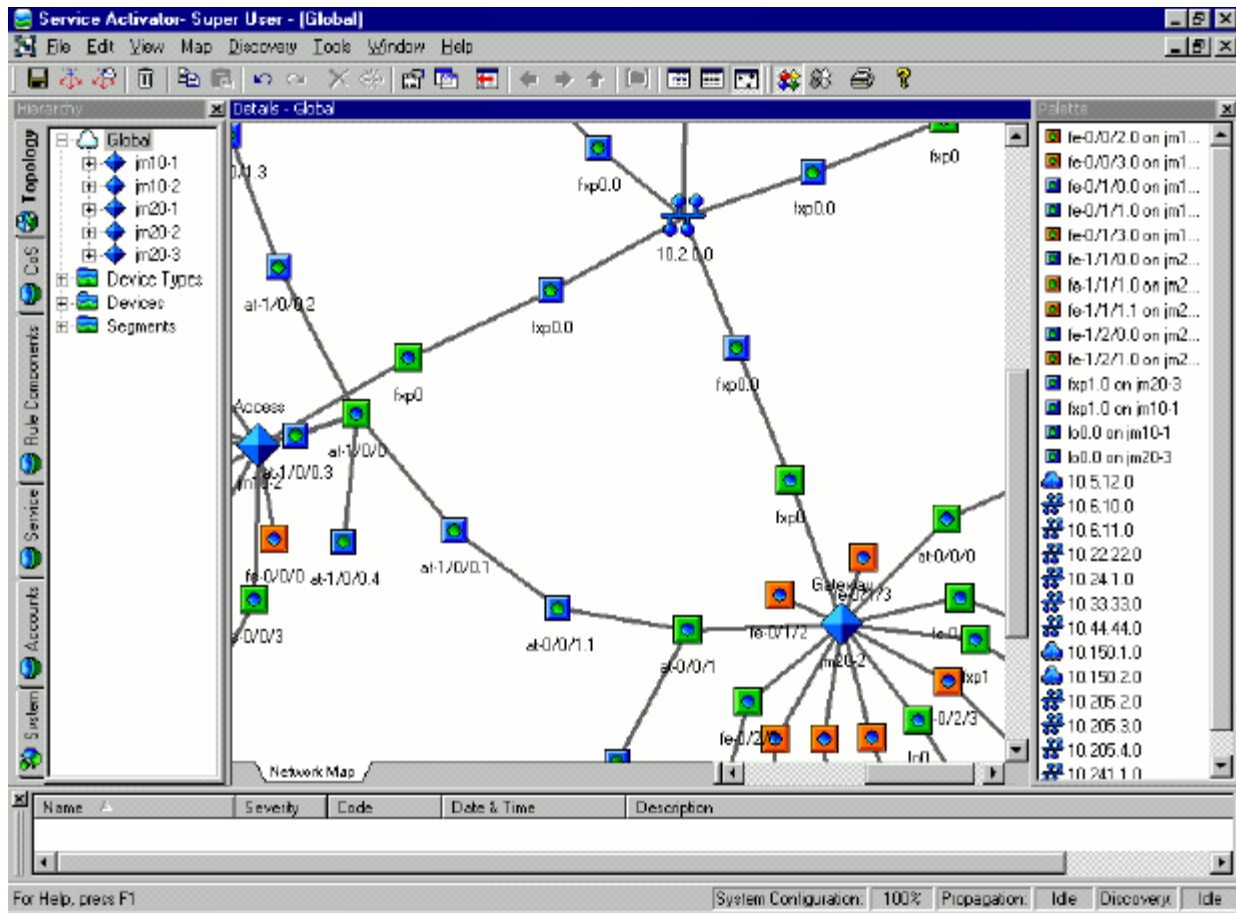 Service Activator- Super User - [Global]
File Edit View Map Discovery Tools Window Help
Hierarchy
Details - Global
Palette
Topology
CoS
Rule Components
Service
Accounts
System
Global
jm10-1
jm10-2
jm20-1
jm20-2
jm20-3
Device Types
Devices
Segments
fxp0
fxp0.0
fxp0.0
10.2.0.0
at-1/0/0.2
fxp0.0
fxp0.0
fxp0
Access
at-1/0/0
at-1/0/0.3
fxp0
fe-0/0/0
at-1/0/0.4
at-1/0/0.1
at-0/0/0
Gateway
fe-0/1/3
fe-0/1/2
at-0/0/1.1
at-0/0/1
jm20-2
fxp1
-0/2/3
lo0
Network Map
fe-0/0/2.0 on jm1...
fe-0/0/3.0 on jm1...
fe-0/1/0.0 on jm1...
fe-0/1/1.0 on jm1...
fe-0/1/3.0 on jm1...
fe-1/1/0.0 on jm2...
fe-1/1/1.0 on jm2...
fe-1/1/1.1 on jm2...
fe-1/2/0.0 on jm2...
fe-1/2/1.0 on jm2...
fxp1.0 on jm20-3
fxp1.0 on jm10-1
lo0.0 on jm10-1
lo0.0 on jm20-3
10.5.12.0
10.6.10.0
10.6.11.0
10.22.22.0
10.24.1.0
10.33.33.0
10.44.44.0
10.150.1.0
10.150.2.0
10.205.2.0
10.205.3.0
10.205.4.0
10.241.1.0
Name Severity Code Date & Time Description
For Help, press F1
System Configuration: 100% Propagation: Idle Discovery: Idle